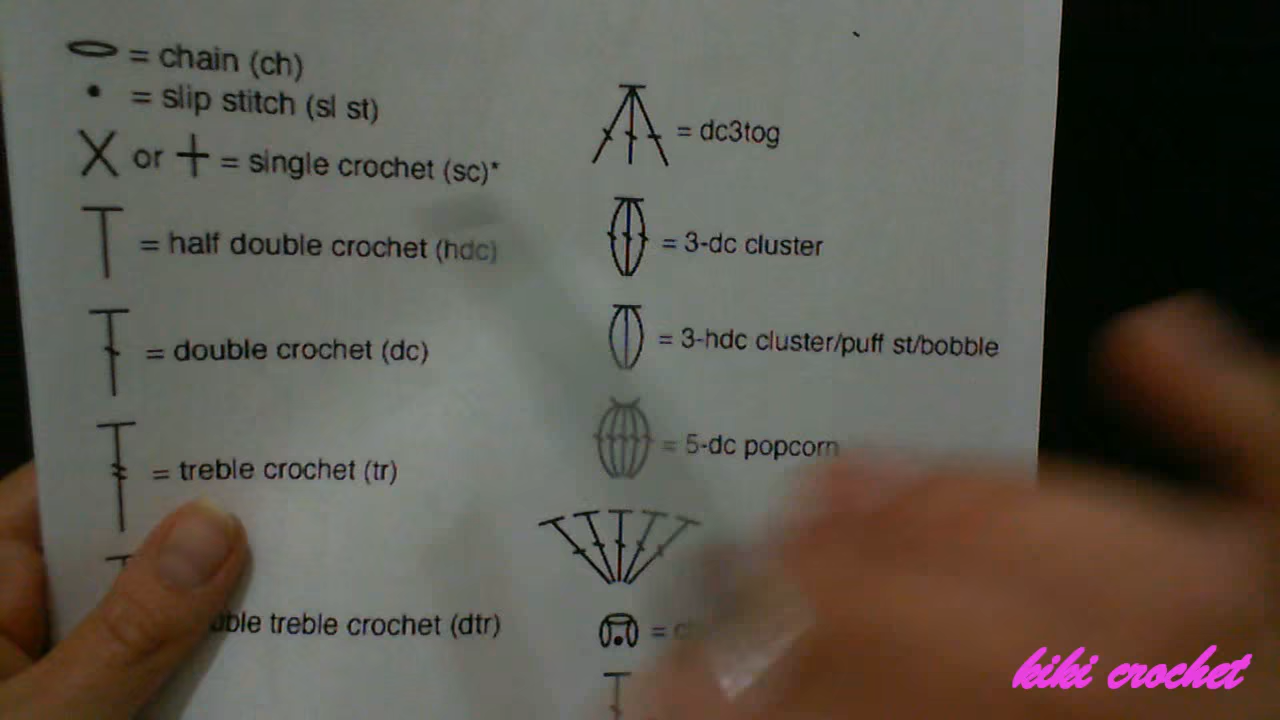 = chain (ch)
= slip stitch (sl st)
X or + = single crochet (sc)*
= half double crochet (hdc)
= double crochet (dc)
= treble crochet (tr)
treble crochet (dtr)
= dc3tog
= 3-dc cluster
= 3-hdc cluster/puff st/bobble
= 5-dc popcorn
=
kiki crochet